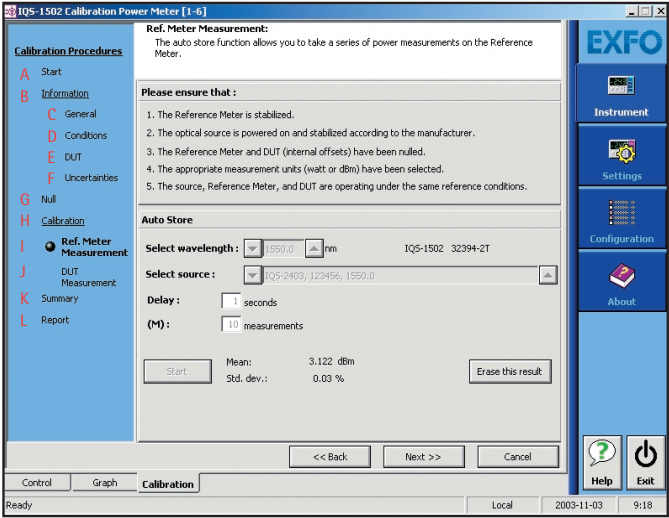 IQS-1502 Calibration Power Meter [1-6]
Calibration Procedures
A Start
B Information
C General
D Conditions
E DUT
F Uncertainties
G Null
H Calibration
I Ref. Meter
Measurement
J DUT
Measurement
K Summary
L Report
Ref. Meter Measurement:
The auto store function allows you to take a series of power measurements on the Reference
Meter.
Please ensure that :
1. The Reference Meter is stabilized.
2. The optical source is powered on and stabilized according to the manufacturer.
3. The Reference Meter and DUT (internal offsets) have been nulled.
4. The appropriate measurement units (watt or dBm) have been selected.
5. The source, Reference Meter, and DUT are operating under the same reference conditions.
Auto Store
Select wavelength : 1550.0 nm IQS-1502 32394-2T
Select source : IQS-2403, 123456, 1550.0
Delay : 1 seconds
(M) : 10 measurements
Start
Mean: 3.122 dBm
Std. dev.: 0.03 %
Erase this result
<< Back
Next >>
Cancel
EXFO
Instrument
Settings
Configuration
About
Help
Exit
Control
Graph
Calibration
Ready
Local
2003-11-03
9:18